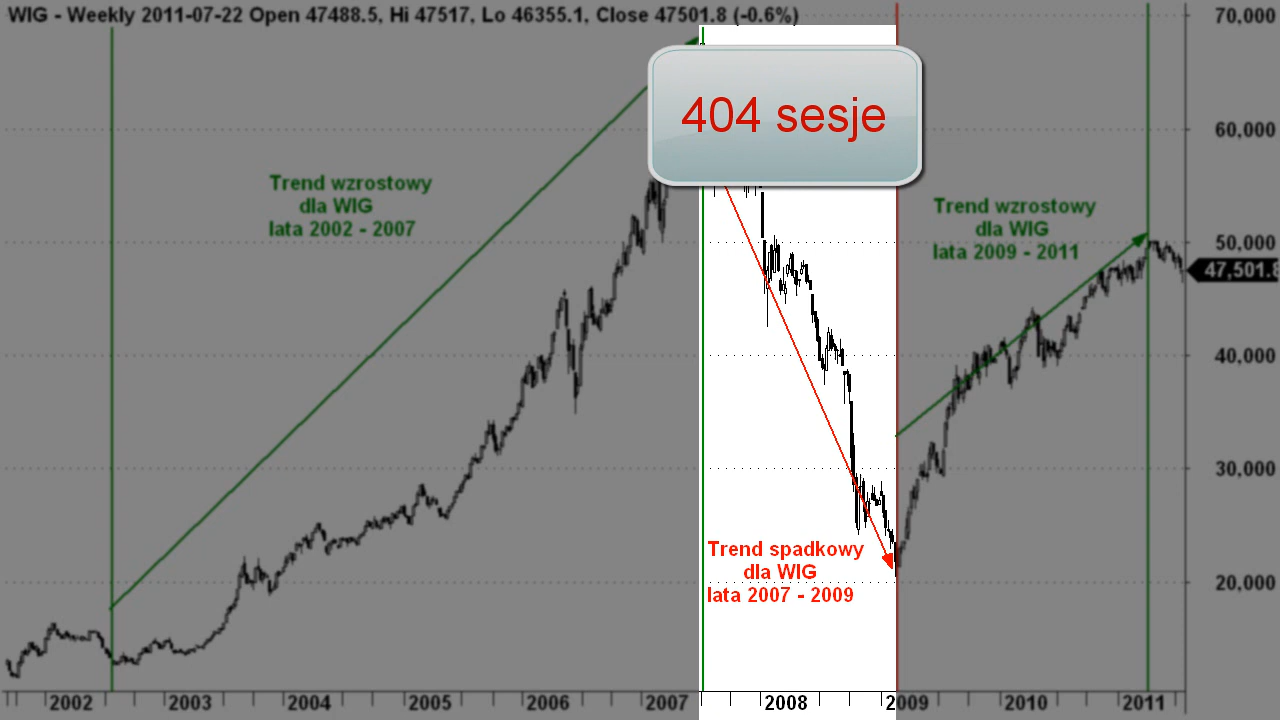 WIG - Weekly 2011-07-22 Open 47488.5, Hi 47517, Lo 46355.1, Close 47501.8 (-0.6%)
70,000
404 sesje
60,000
Trend wzrostowy
dla WIG
lata 2002 - 2007
Trend wzrostowy
dla WIG
lata 2009 - 2011
50,000
47,501.8
40,000
30,000
Trend spadkowy
dla WIG
lata 2007 - 2009
20,000
2002 2003 2004 2005 2006 2007 2008 2009 2010 2011